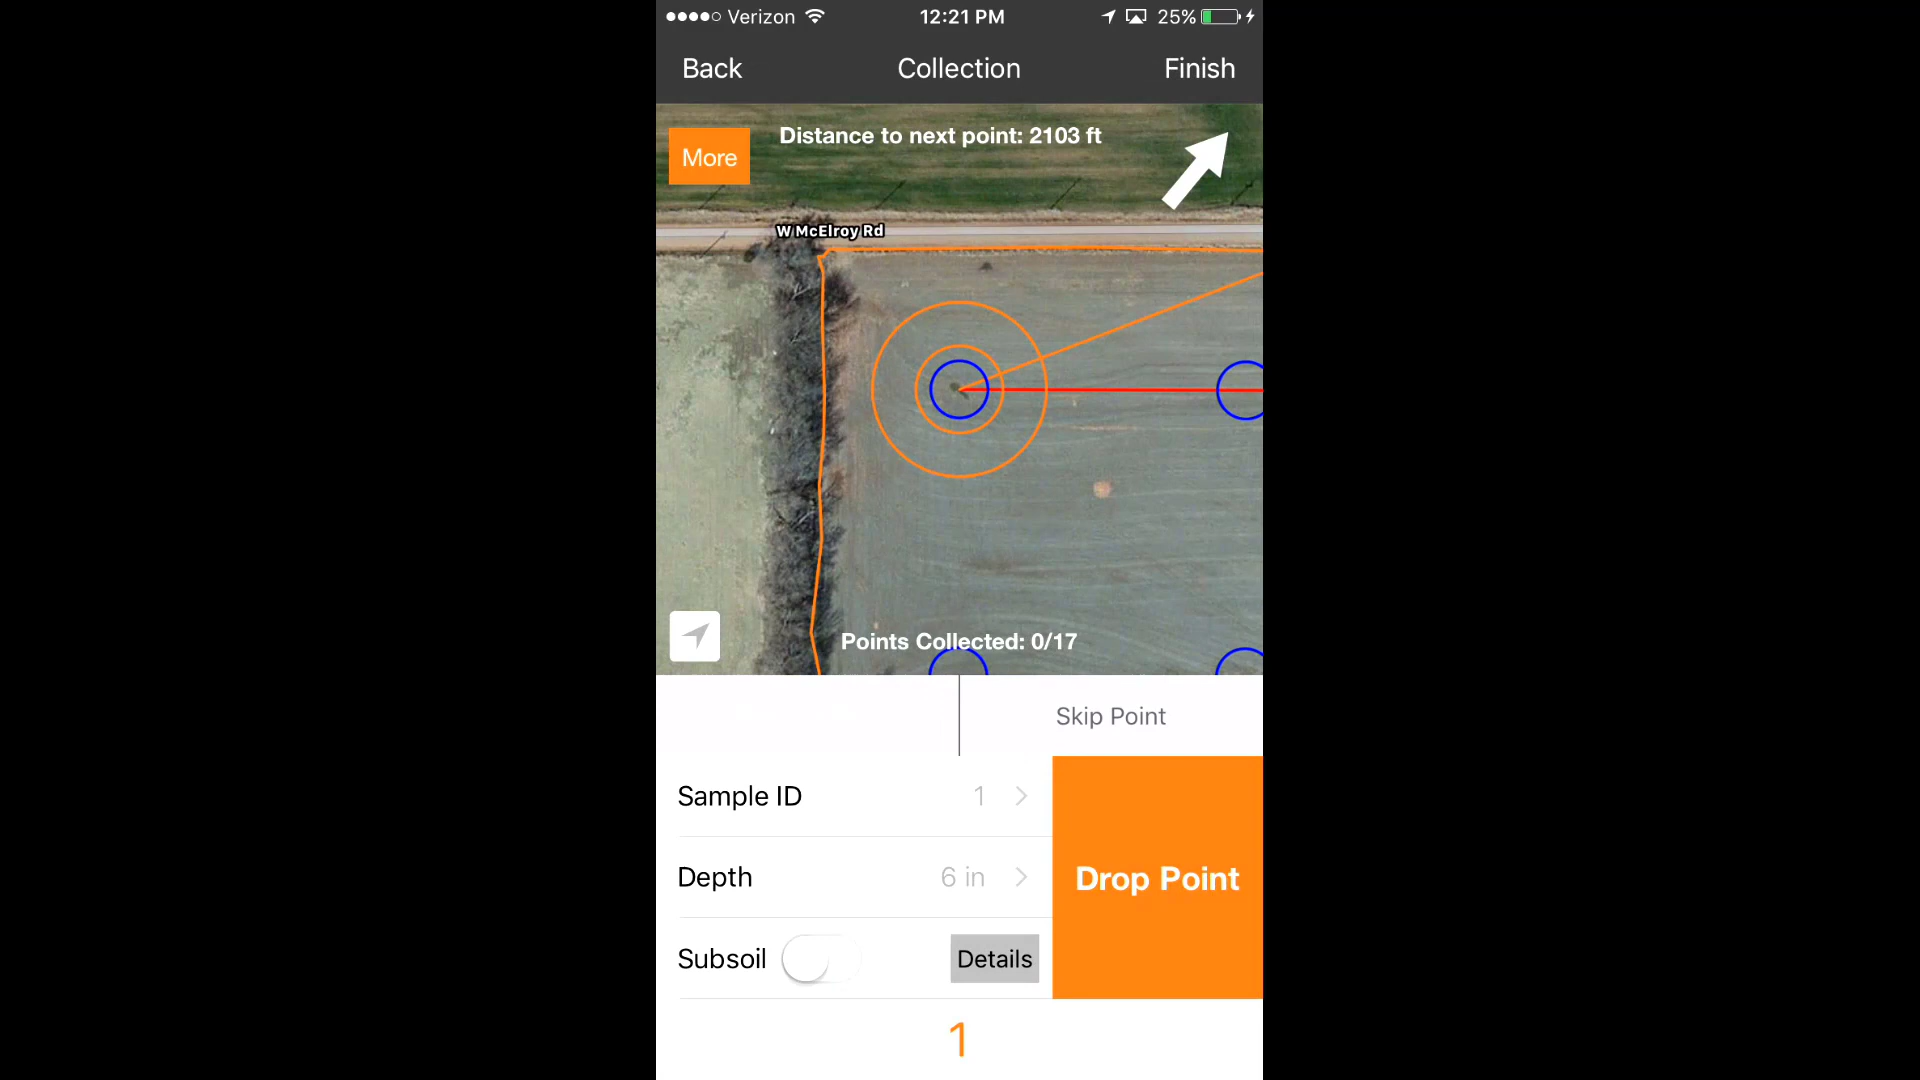 Verizon 12:21 PM 25%
Back Collection Finish
More
Distance to next point: 2103 ft
W McElroy Rd
Points Collected: 0/17
Skip Point
Sample ID 1
Depth 6 in
Drop Point
Subsoil Details
1